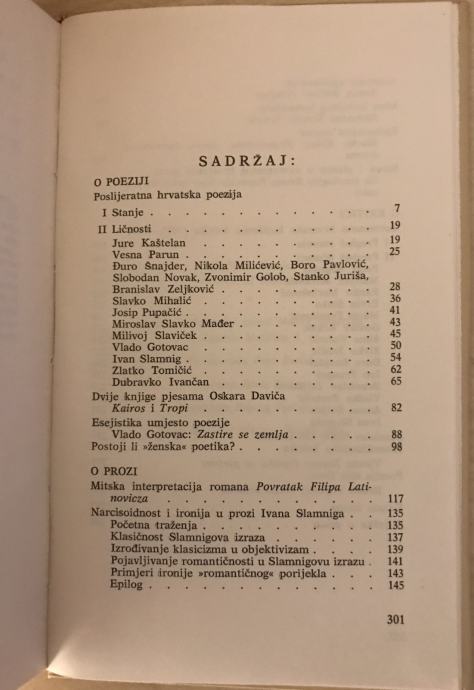 SADRŽAJ:
O POEZIJI
Poslijeratna hrvatska poezija
I Stanje . . . . . . . . . . . . . 7
II Ličnosti . . . . . . . . . . . . 19
Jure Kaštelan . . . . . . . . . . 19
Vesna Parun . . . . . . . . . . 25
Đuro Šnajder, Nikola Milićević, Boro Pavlović,
Slobodan Novak, Zvonimir Golob, Stanko Juriša,
Branislav Zeljković . . . . . . . . . 28
Slavko Mihalić . . . . . . . . . . 36
Josip Pupačić . . . . . . . . . . 41
Miroslav Slavko Mađer . . . . . . . . 43
Milivoj Slaviček . . . . . . . . . . 45
Vlado Gotovac . . . . . . . . . . 50
Ivan Slamnig . . . . . . . . . . 54
Zlatko Tomičić . . . . . . . . . . 62
Dubravko Ivančan . . . . . . . . . 65
Dvije knjige pjesama Oskara Daviča
Kairos i Tropi . . . . . . . . . . 82
Esejistika umjesto poezije
Vlado Gotovac: Zastire se zemlja . . . . . 88
Postoji li »ženska« poetika? . . . . . . . . 98
O PROZI
Mitska interpretacija romana Povratak Filipa Lati-
novicza . . . . . . . . . . . . 117
Narcisoidnost i ironija u prozi Ivana Slamniga . . 135
Početna traženja . . . . . . . . . 135
Klasičnost Slamnigova izraza . . . . . . 137
Izrođivanje klasicizma u objektivizam . . . . 139
Pojavljivanje romantičnosti u Slamnigovu izrazu . 141
Primjeri ironije »romantičnog« porijekla . . . 143
Epilog . . . . . . . . . . . . 145
301